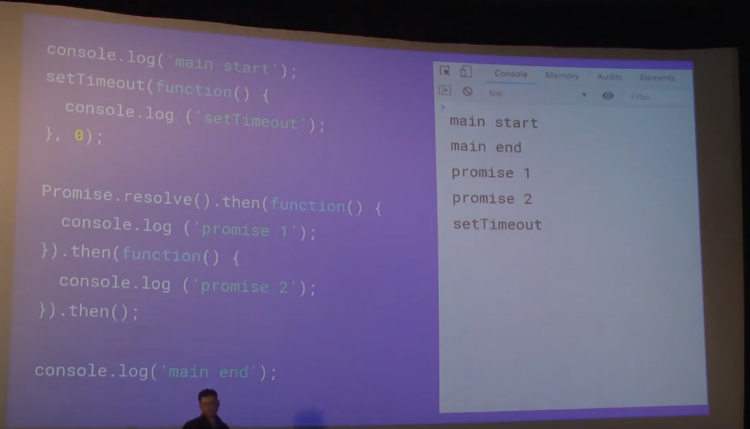 console.log('main start');
setTimeout(function() {
  console.log ('setTimeout');
}, 0);

Promise.resolve().then(function() {
  console.log ('promise 1');
}).then(function() {
  console.log ('promise 2');
}).then();

console.log('main end');
Console Memory Audits Elements
top Filter
main start
main end
promise 1
promise 2
setTimeout